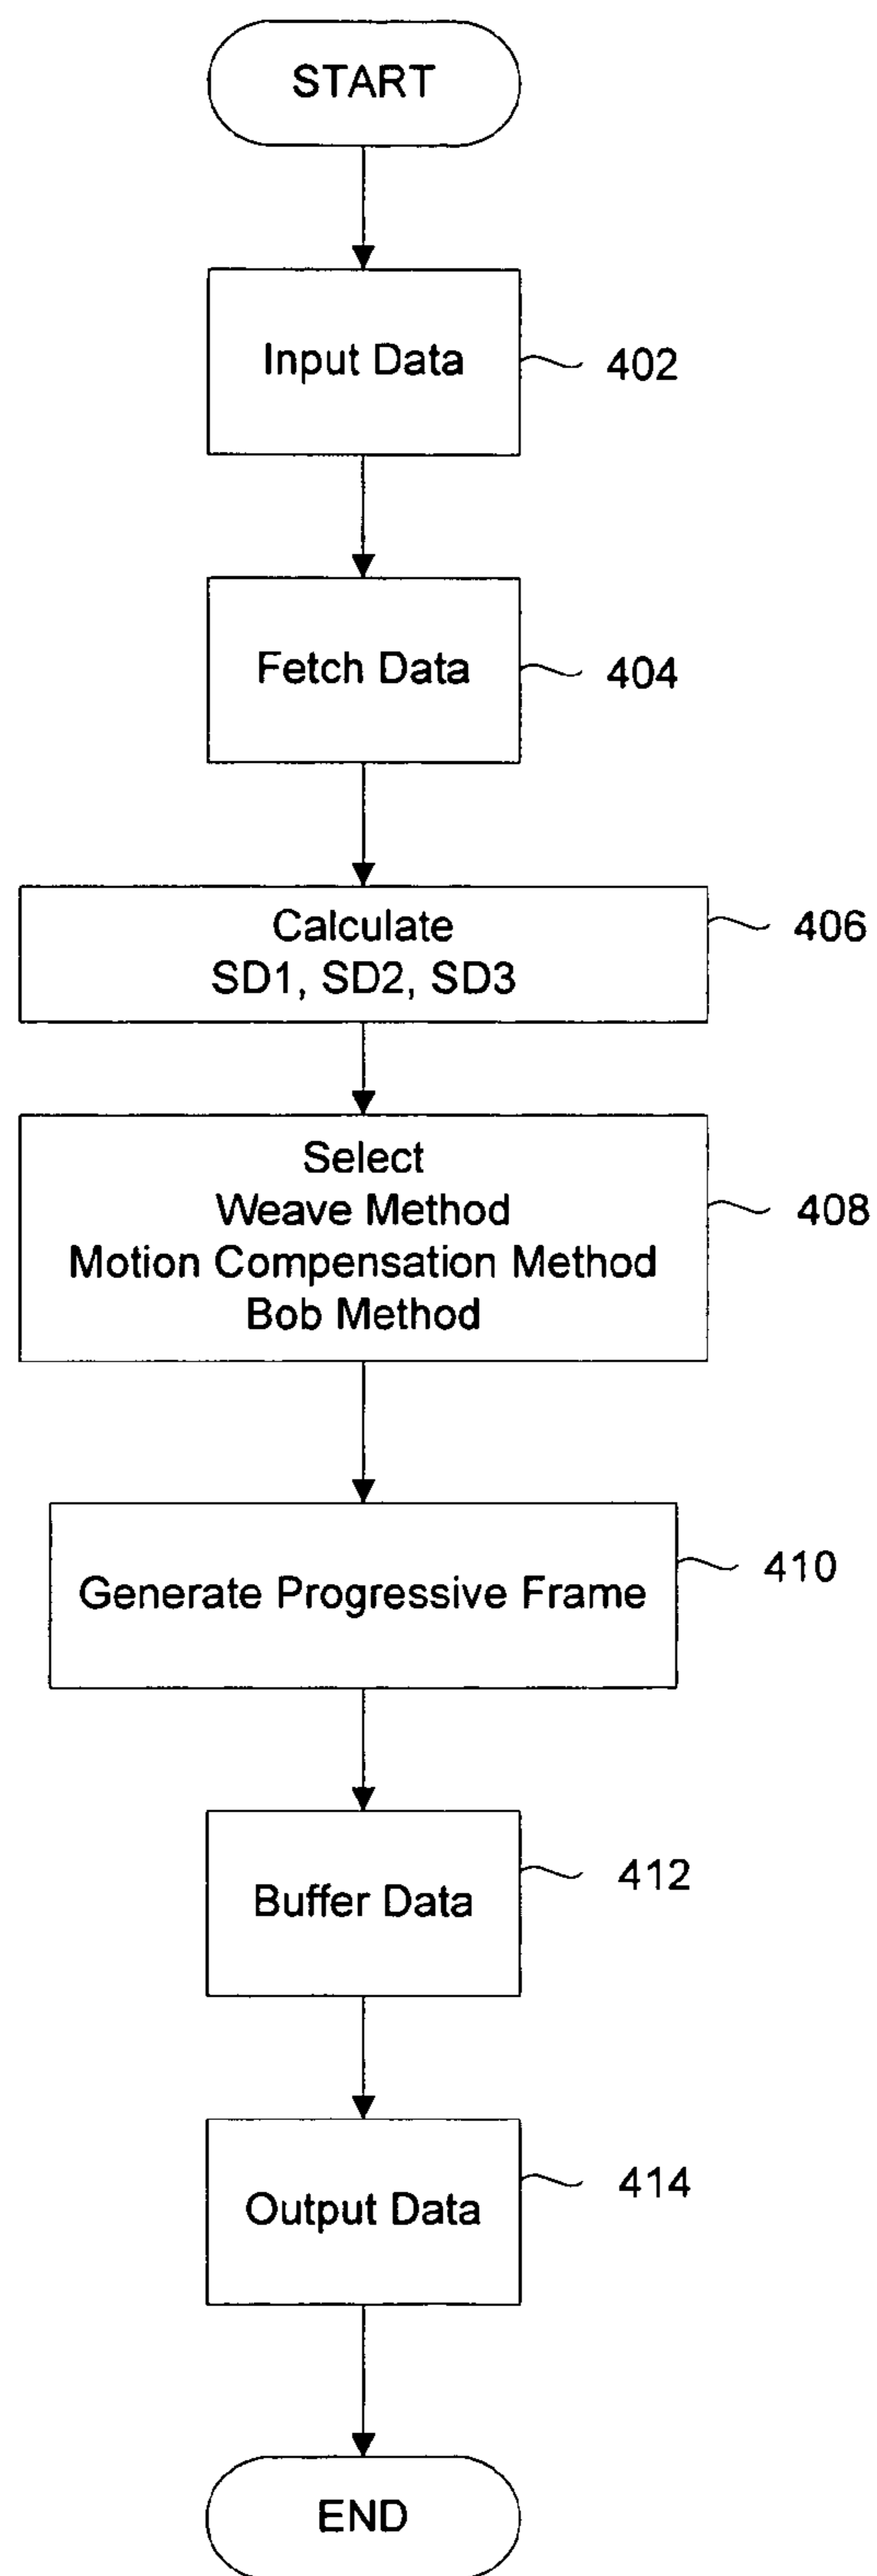 START
Input Data
402
Fetch Data
404
Calculate
SD1, SD2, SD3
406
Select
Weave Method
Motion Compensation Method
Bob Method
408
Generate Progressive Frame
410
Buffer Data
412
Output Data
414
END